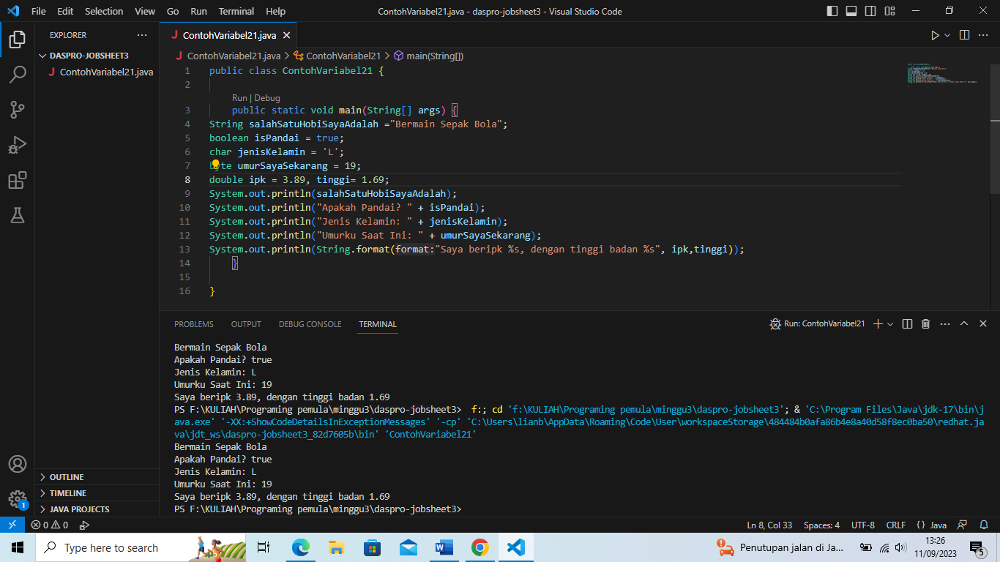 File Edit Selection View Go Run Terminal Help ContohVariabel21.java - daspro-jobsheet3 - Visual Studio Code
EXPLORER
DASPRO-JOBSHEET3
J ContohVariabel21.java
OUTLINE
TIMELINE
JAVA PROJECTS
1
J ContohVariabel21.java
J ContohVariabel21.java > ContohVariabel21 > main(String[])
1 public class ContohVariabel21 {
2
Run | Debug
3 public static void main(String[] args) {
4 String salahSatuHobiSayaAdalah ="Bermain Sepak Bola";
5 boolean isPandai = true;
6 char jenisKelamin = 'L';
7 byte umurSayaSekarang = 19;
8 double ipk = 3.89, tinggi= 1.69;
9 System.out.println(salahSatuHobiSayaAdalah);
10 System.out.println("Apakah Pandai? " + isPandai);
11 System.out.println("Jenis Kelamin: " + jenisKelamin);
12 System.out.println("Umurku Saat Ini: " + umurSayaSekarang);
13 System.out.println(String.format(format:"Saya beripk %s, dengan tinggi badan %s", ipk,tinggi));
14 }
15
16 }
PROBLEMS OUTPUT DEBUG CONSOLE TERMINAL Run: ContohVariabel21
Bermain Sepak Bola
Apakah Pandai? true
Jenis Kelamin: L
Umurku Saat Ini: 19
Saya beripk 3.89, dengan tinggi badan 1.69
PS F:\KULIAH\Programing pemula\minggu3\daspro-jobsheet3> f:; cd 'f:\KULIAH\Programing pemula\minggu3\daspro-jobsheet3'; & 'C:\Program Files\Java\jdk-17\bin\j
ava.exe' '-XX:+ShowCodeDetailsInExceptionMessages' '-cp' 'C:\Users\lianb\AppData\Roaming\Code\User\workspaceStorage\484484b0afa86b4e8a40d58f8ec0ba50\redhat.ja
va\jdt_ws\daspro-jobsheet3_82d7605b\bin' 'ContohVariabel21'
Bermain Sepak Bola
Apakah Pandai? true
Jenis Kelamin: L
Umurku Saat Ini: 19
Saya beripk 3.89, dengan tinggi badan 1.69
PS F:\KULIAH\Programing pemula\minggu3\daspro-jobsheet3>
0 0 Ln 8, Col 33 Spaces: 4 UTF-8 CRLF {} Java
Type here to search W Penutupan jalan di Ja... 13:26
11/09/2023 5